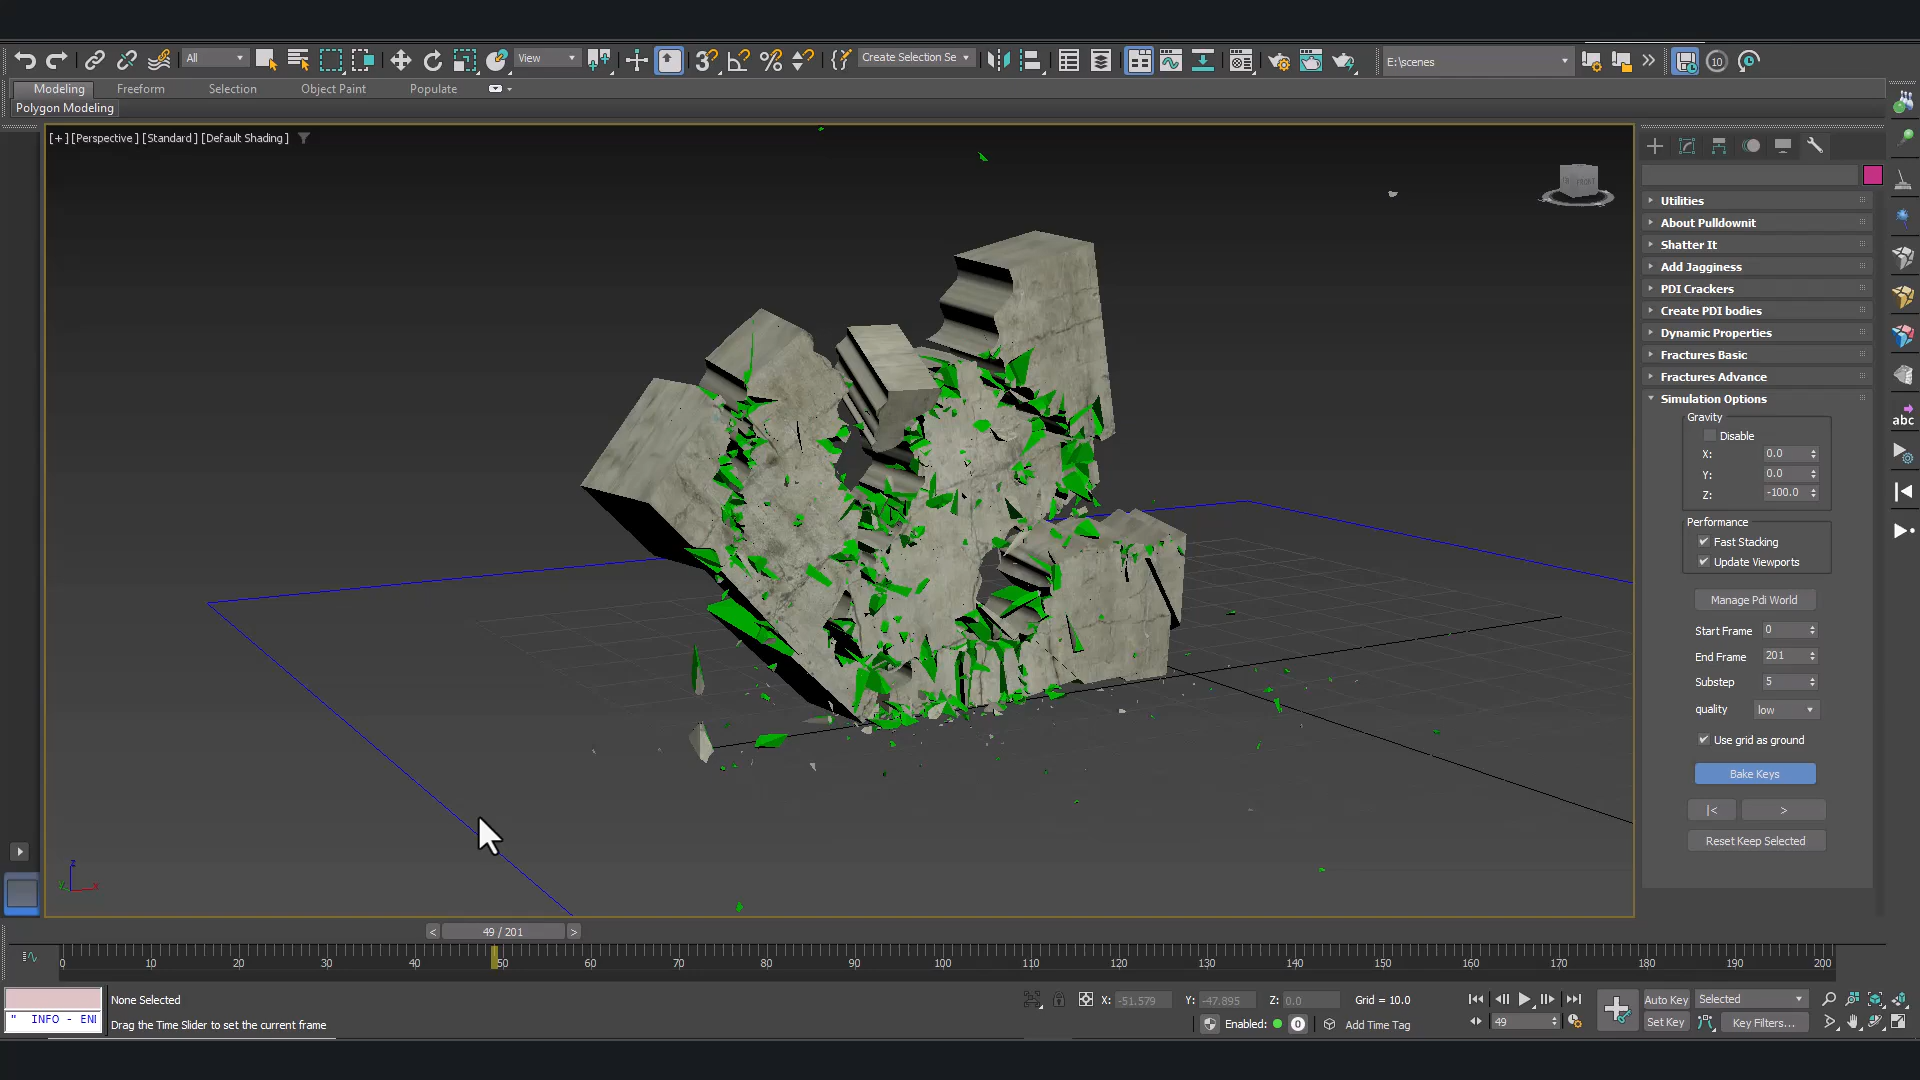 All
View
Create Selection Se
E:\scenes
10
Modeling
Freeform
Selection
Object Paint
Populate
Polygon Modeling
[+] [Perspective] [Standard] [Default Shading]
FRONT
Utilities
About Pulldownit
Shatter It
Add Jagginess
PDI Crackers
Create PDI bodies
Dynamic Properties
Fractures Basic
Fractures Advance
Simulation Options
Gravity
Disable
X: 0.0
Y: 0.0
Z: -100.0
Performance
Fast Stacking
Update Viewports
Manage Pdi World
Start Frame 0
End Frame 201
Substep 5
quality low
Use grid as ground
Bake Keys
|< >
Reset Keep Selected
abc
z
y x
< 49 / 201 >
0 10 20 30 40 50 60 70 80 90 100 110 120 130 140 150 160 170 180 190 200
None Selected
X: -51.579 Y: -47.895 Z: 0.0 Grid = 10.0
Auto Key Selected
" INFO - ENI
Drag the Time Slider to set the current frame
Enabled: 0 Add Time Tag
49
Set Key Key Filters...